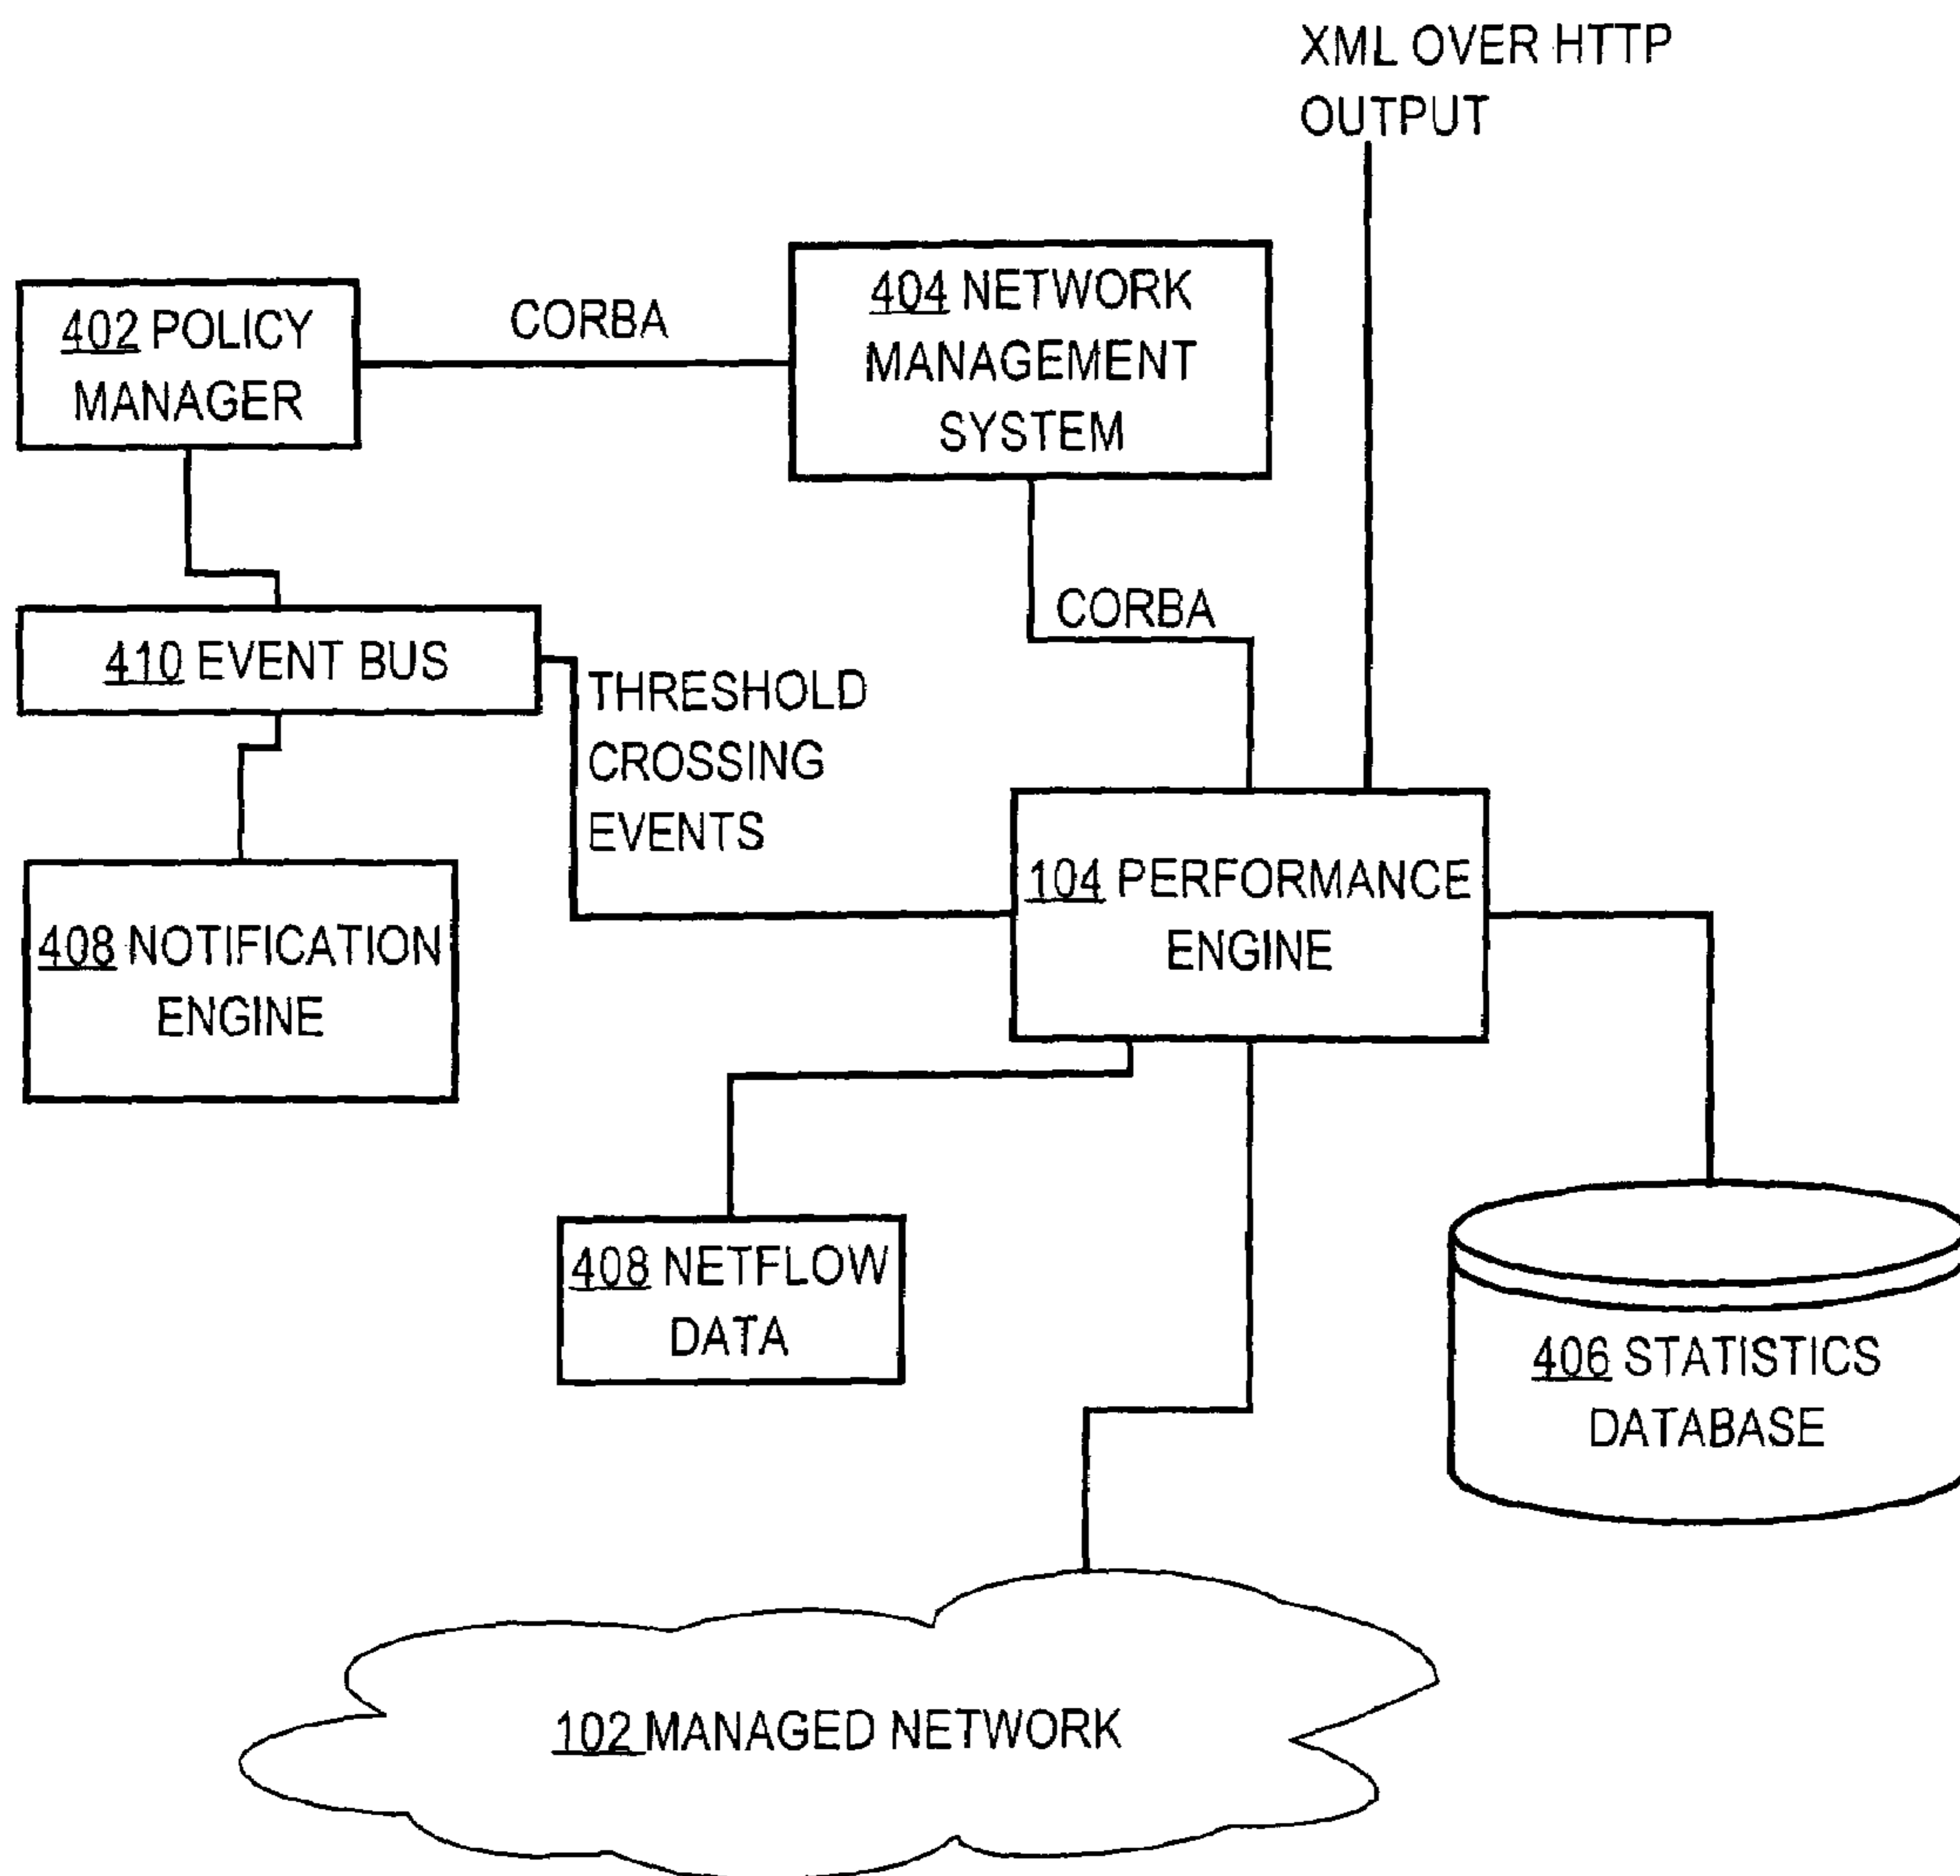 XML OVER HTTP
OUTPUT
402 POLICY
MANAGER
CORBA
404 NETWORK
MANAGEMENT
SYSTEM
CORBA
410 EVENT BUS
THRESHOLD
CROSSING
EVENTS
408 NOTIFICATION
ENGINE
104 PERFORMANCE
ENGINE
408 NETFLOW
DATA
406 STATISTICS
DATABASE
102 MANAGED NETWORK